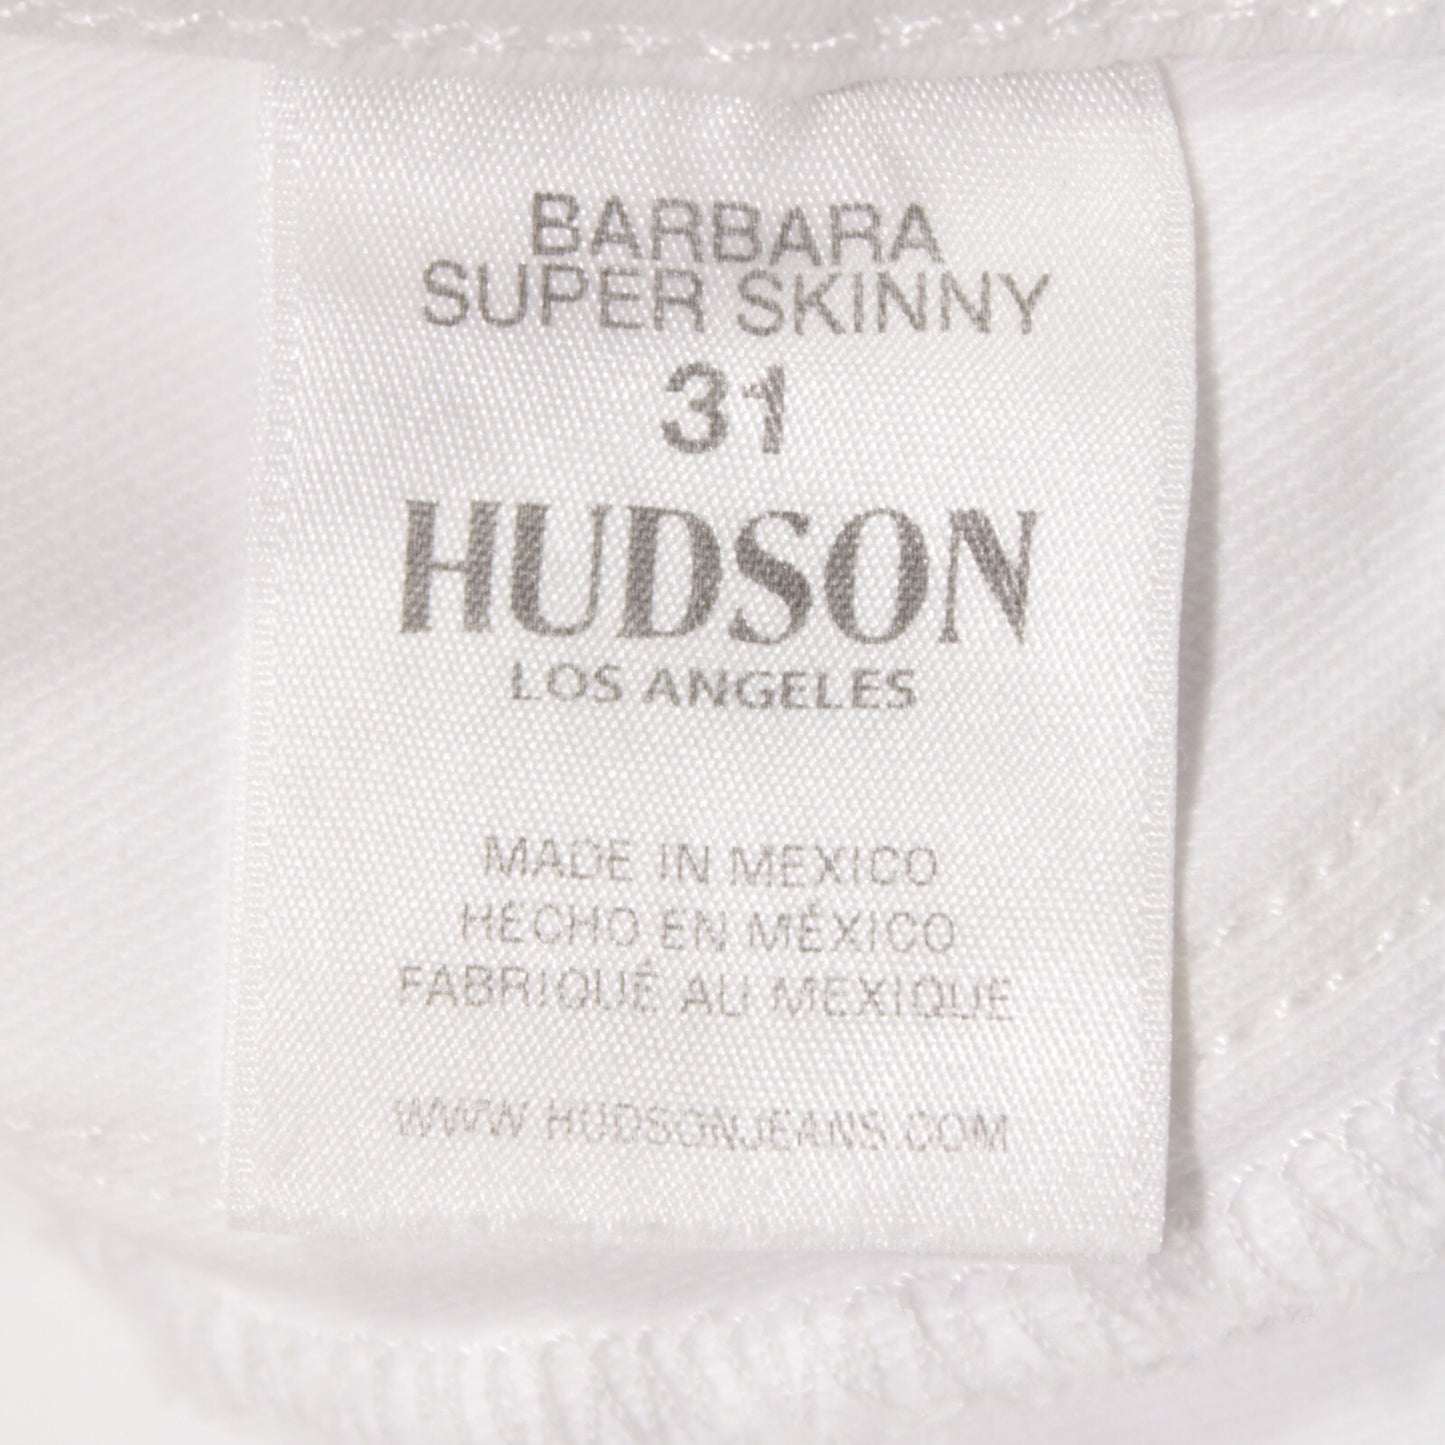 BARBARA
SUPER SKINNY
31
HUDSON
LOS ANGELES
MADE IN MEXICO
HECHO EN MÉXICO
FABRIQUÉ AU MEXIQUE
WWW.HUDSONJEANS.COM